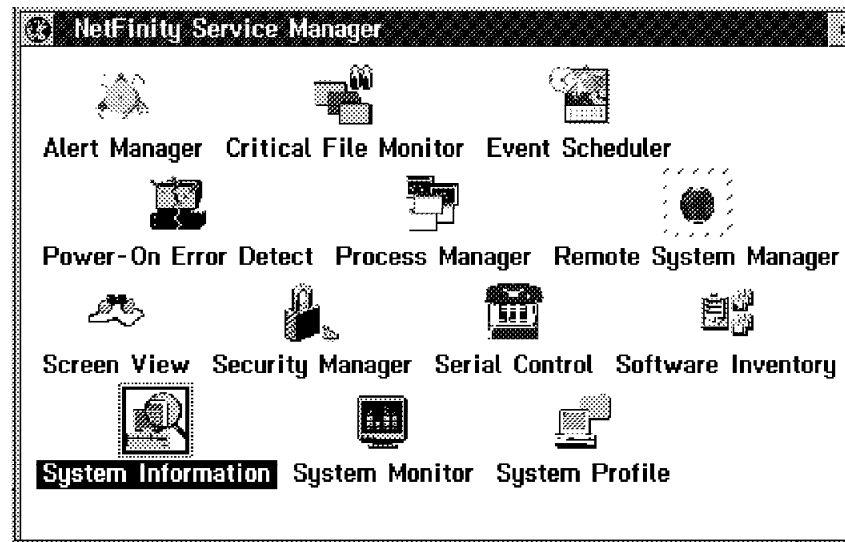 NetFinity Service Manager
Alert Manager Critical File Monitor Event Scheduler
Power-On Error Detect Process Manager Remote System Manager
Screen View Security Manager Serial Control Software Inventory
System Information System Monitor System Profile